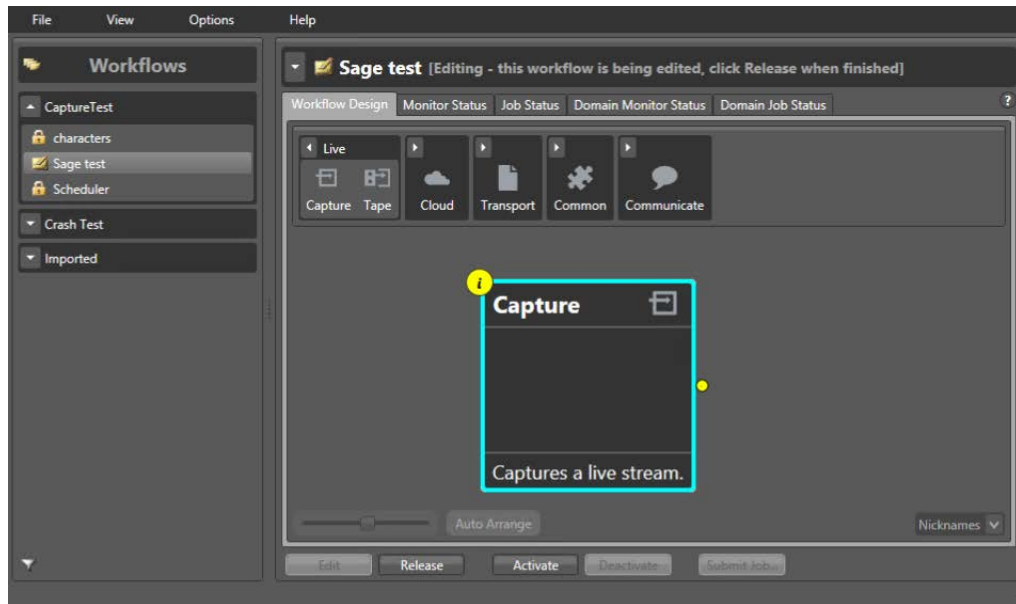 File View Options Help
Workflows
CaptureTest
characters
Sage test
Scheduler
Crash Test
Imported
Sage test [Editing - this workflow is being edited, click Release when finished]
Workflow Design Monitor Status Job Status Domain Monitor Status Domain Job Status ?
Live
Capture Tape Cloud Transport Common Communicate
i
Capture
Captures a live stream.
Auto Arrange Nicknames
Edit Release Activate Deactivate Submit Job...